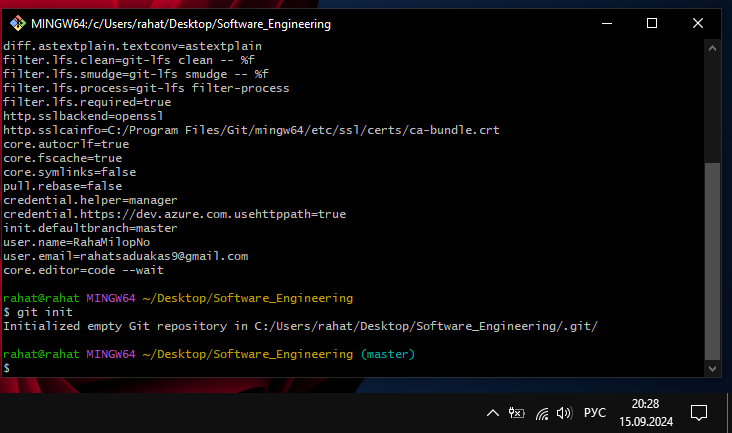 MINGW64:/c/Users/rahat/Desktop/Software_Engineering
diff.astextplain.textconv=astextplain
filter.lfs.clean=git-lfs clean -- %f
filter.lfs.smudge=git-lfs smudge -- %f
filter.lfs.process=git-lfs filter-process
filter.lfs.required=true
http.sslbackend=openssl
http.sslcainfo=C:/Program Files/Git/mingw64/etc/ssl/certs/ca-bundle.crt
core.autocrlf=true
core.fscache=true
core.symlinks=false
pull.rebase=false
credential.helper=manager
credential.https://dev.azure.com.usehttppath=true
init.defaultbranch=master
user.name=RahaMilopNo
user.email=rahatsaduakas9@gmail.com
core.editor=code --wait
rahat@rahat MINGW64 ~/Desktop/Software_Engineering
$ git init
Initialized empty Git repository in C:/Users/rahat/Desktop/Software_Engineering/.git/
rahat@rahat MINGW64 ~/Desktop/Software_Engineering (master)
$
РУС
20:28
15.09.2024